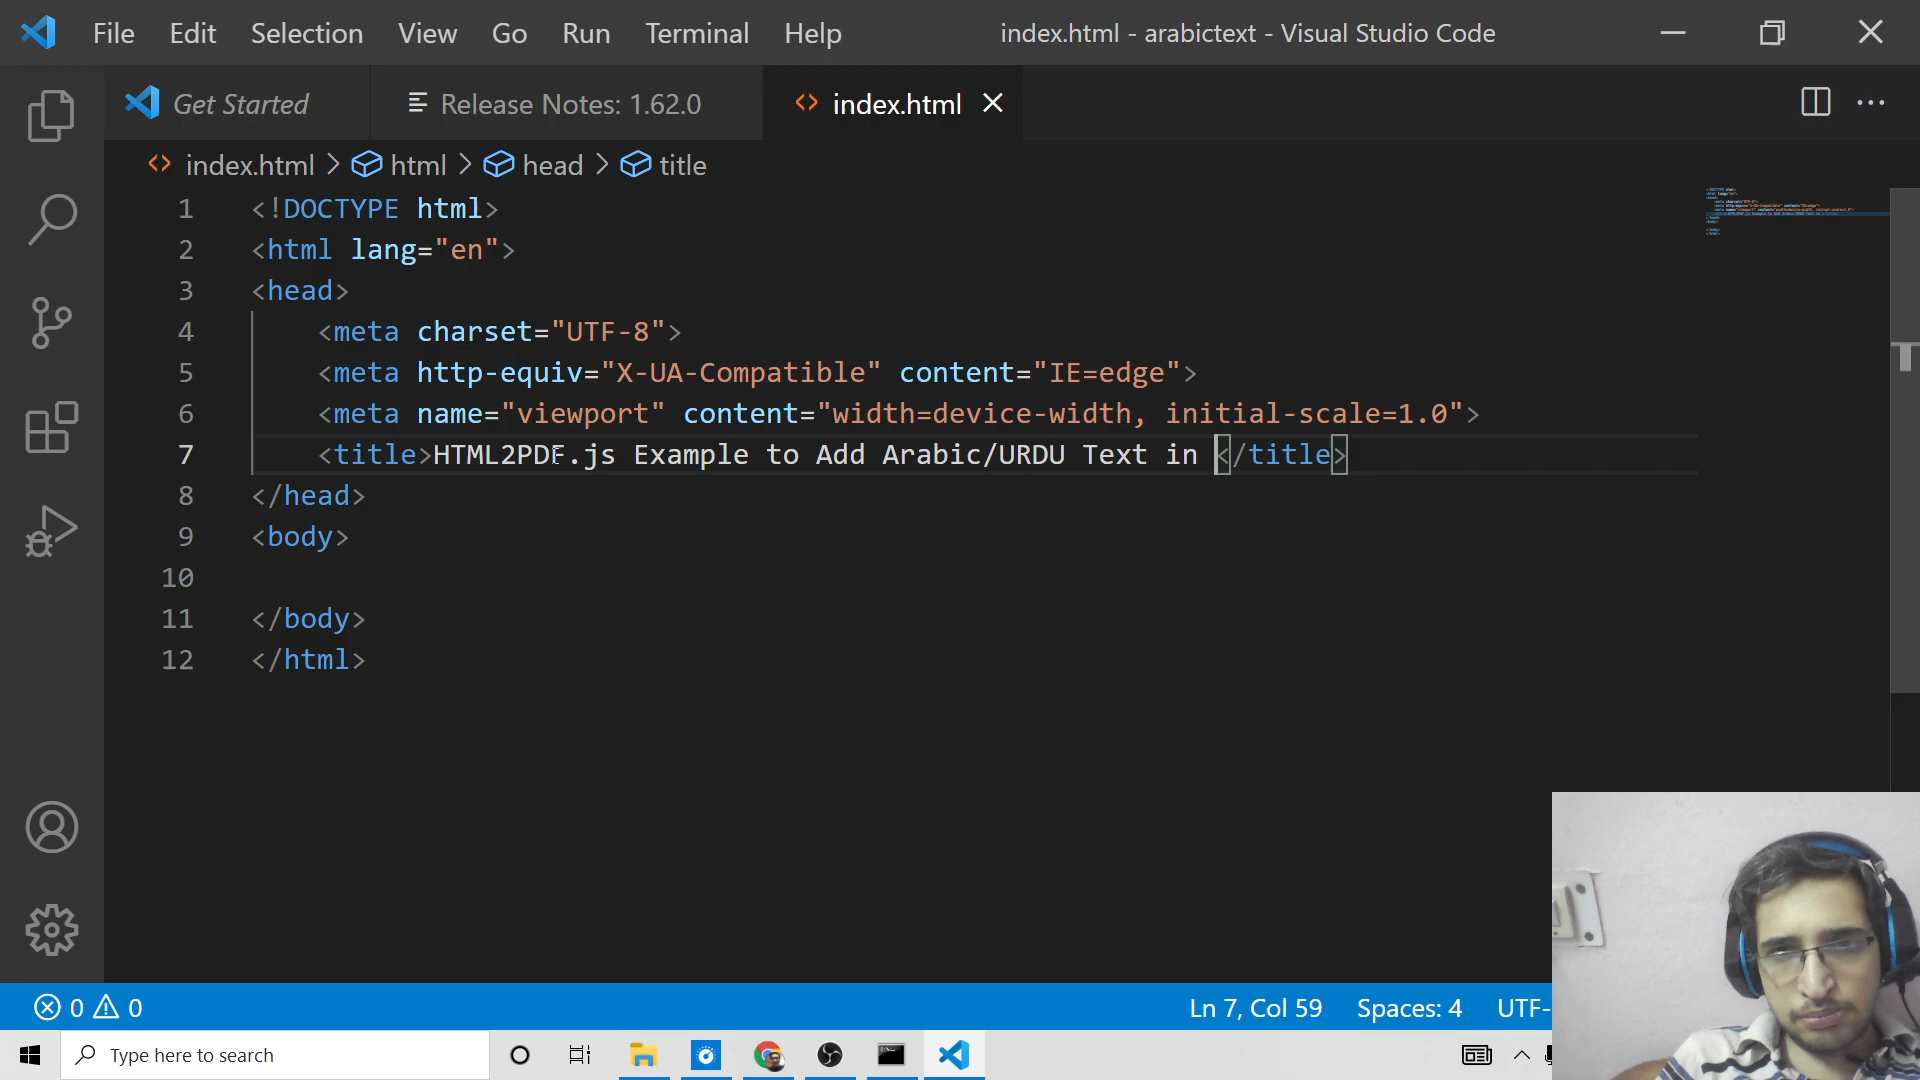 File Edit Selection View Go Run Terminal Help index.html - arabictext - Visual Studio Code
Get Started Release Notes: 1.62.0 index.html
index.html > html > head > title
1 <!DOCTYPE html>
2 <html lang="en">
3 <head>
4 <meta charset="UTF-8">
5 <meta http-equiv="X-UA-Compatible" content="IE=edge">
6 <meta name="viewport" content="width=device-width, initial-scale=1.0">
7 <title>HTML2PDF.js Example to Add Arabic/URDU Text in </title>
8 </head>
9 <body>
10
11 </body>
12 </html>
0 0 Ln 7, Col 59 Spaces: 4 UTF-
Type here to search